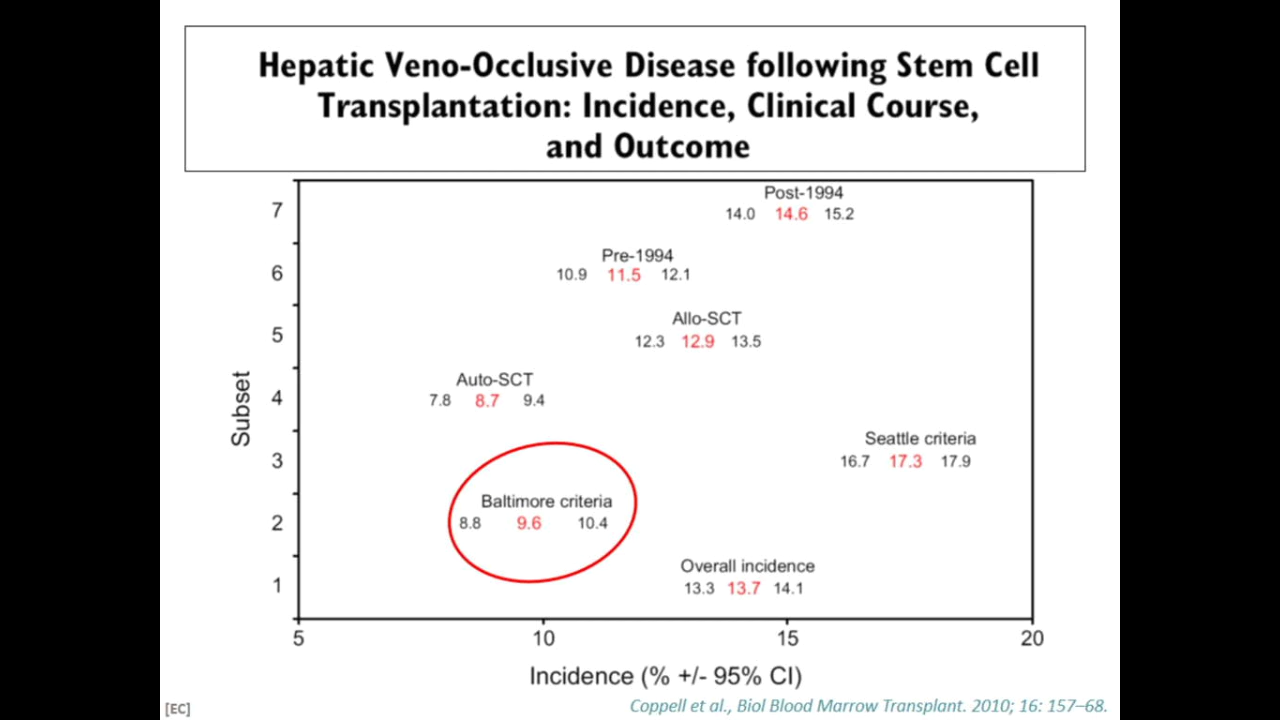 Hepatic Veno-Occlusive Disease following Stem Cell
Transplantation: Incidence, Clinical Course,
and Outcome
Post-1994
7
14.0 14.6 15.2
Pre-1994
6
10.9 11.5 12.1
Allo-SCT
5
12.3 12.9 13.5
Auto-SCT
4
7.8 8.7 9.4
Subset
Seattle criteria
3
16.7 17.3 17.9
Baltimore criteria
2
8.8 9.6 10.4
Overall incidence
1
13.3 13.7 14.1
5 10 15 20
Incidence (% +/- 95% CI)
[EC]
Coppell et al., Biol Blood Marrow Transplant. 2010; 16: 157–68.